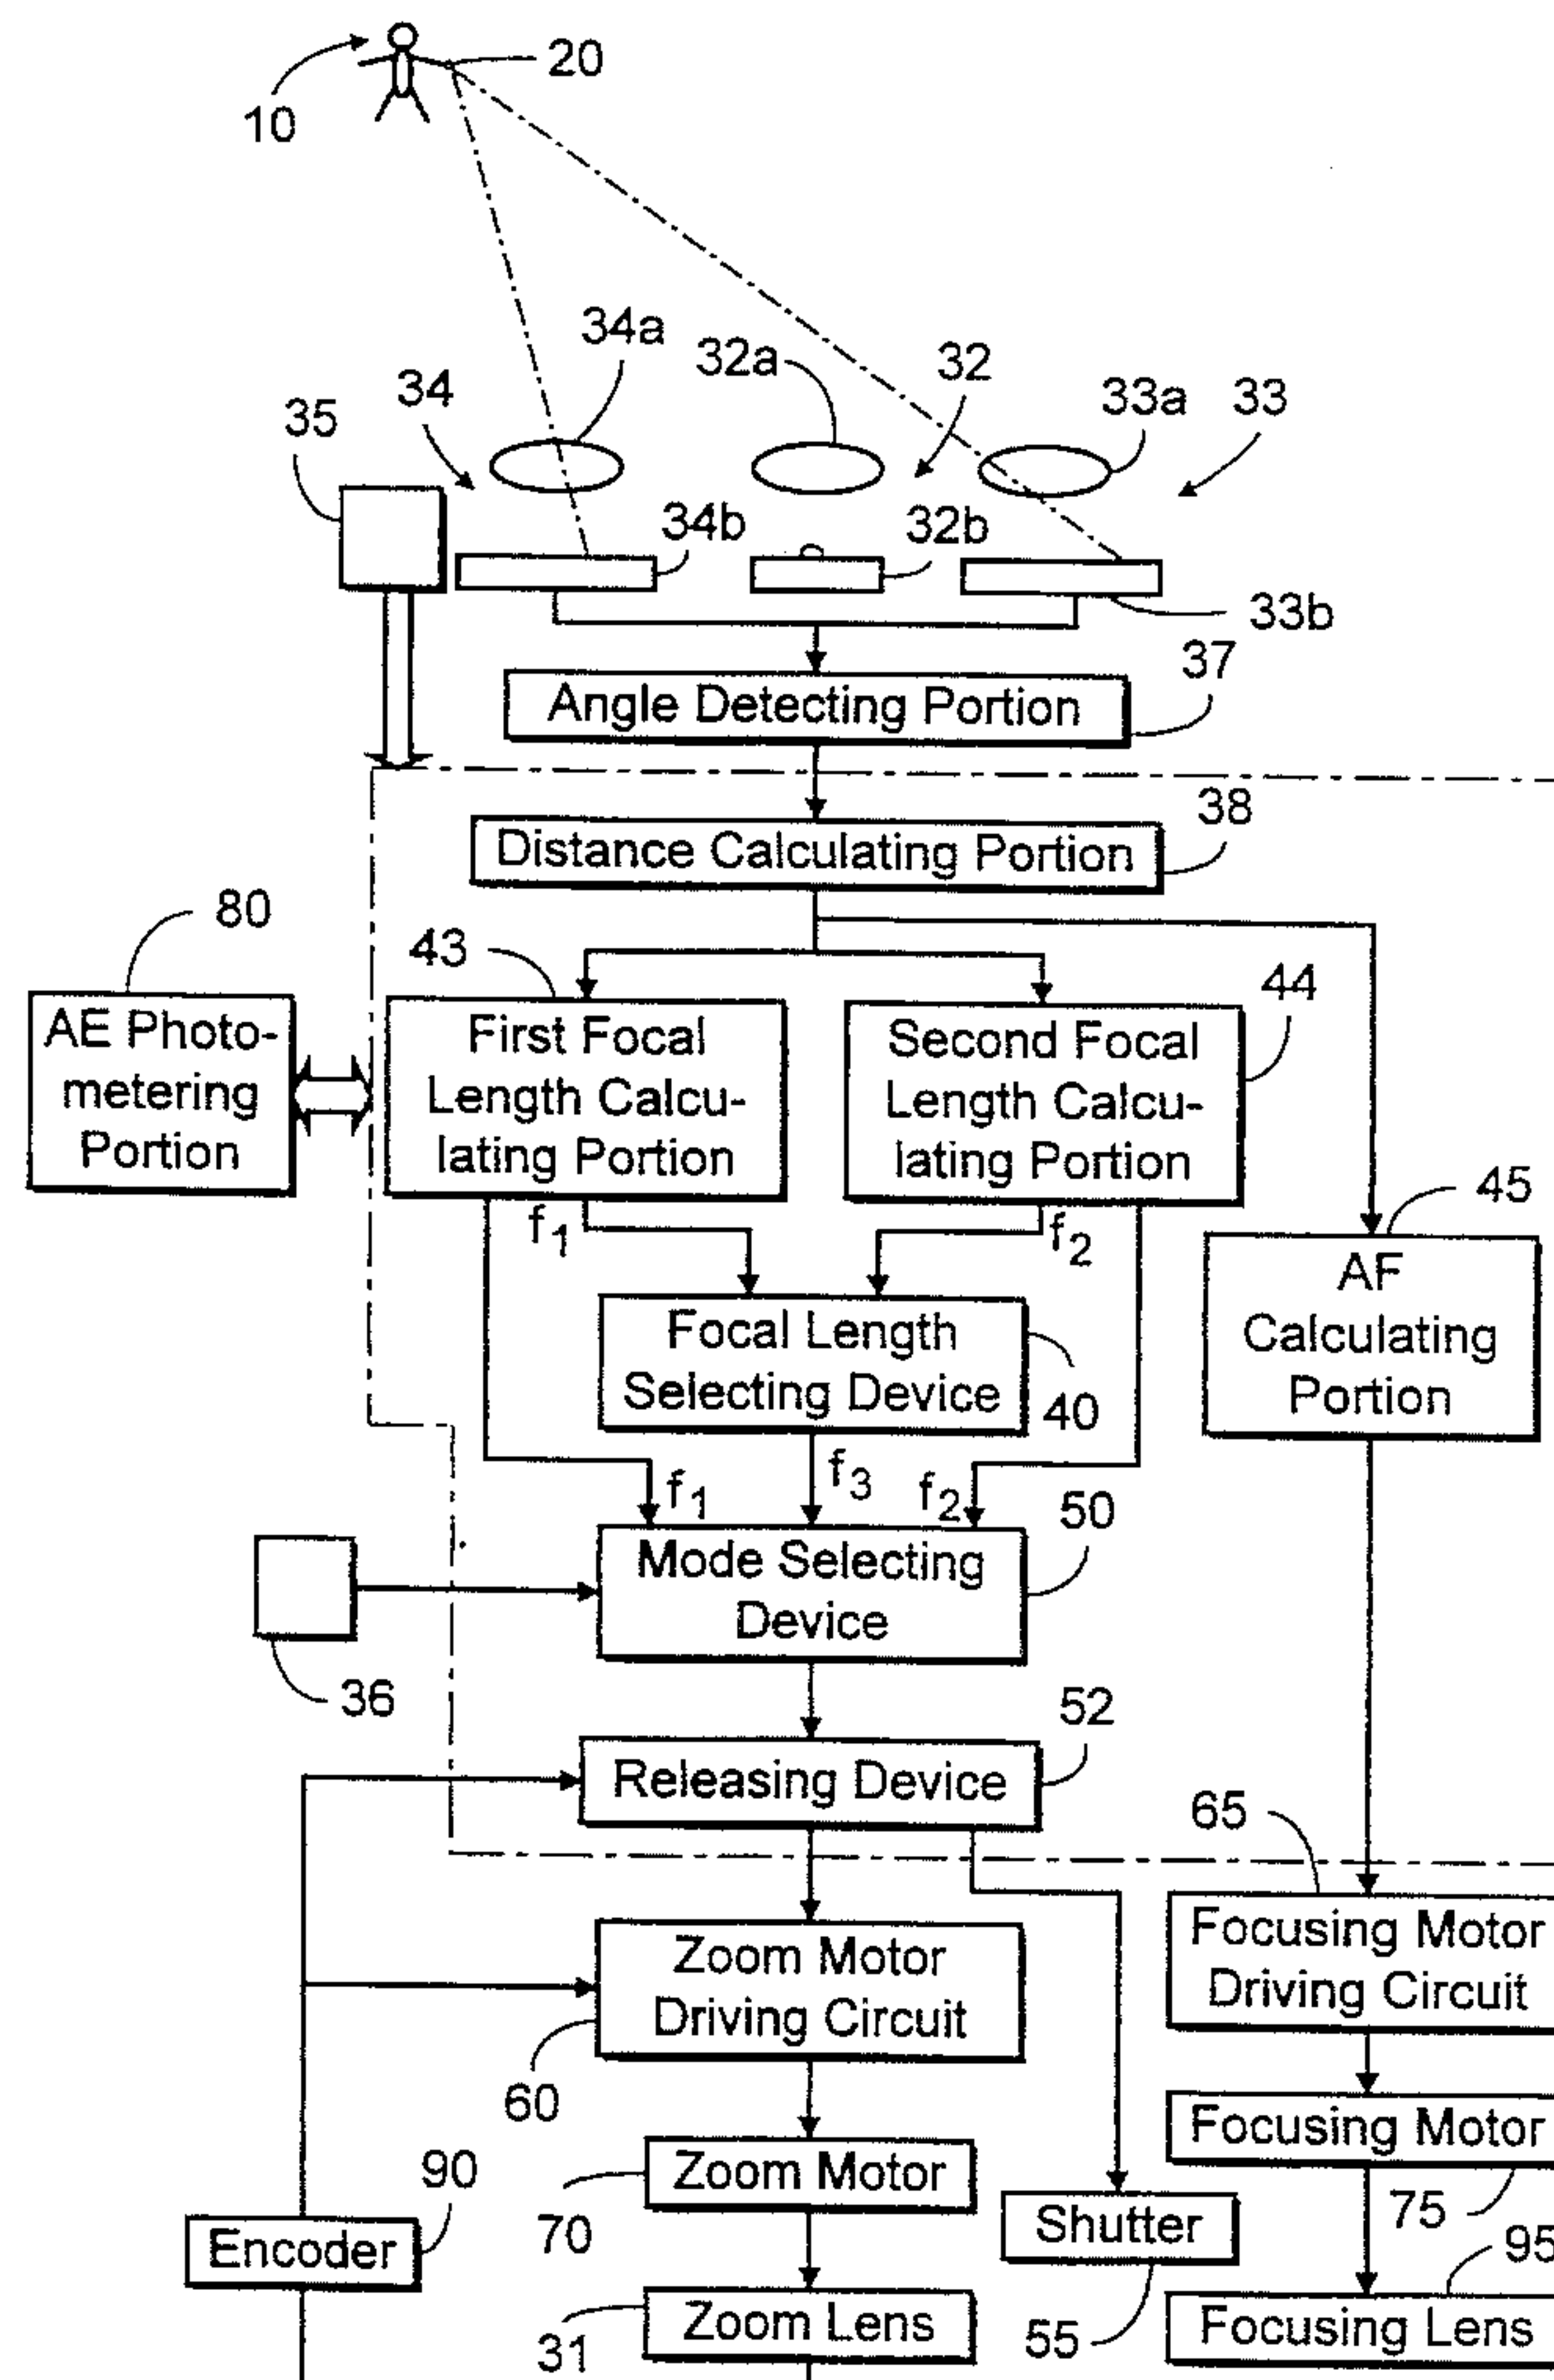 20
10
34a
32a
32
33a
33
34
35
34b
32b
33b
37
Angle Detecting Portion
38
Distance Calculating Portion
80
43
44
AE Photo-
metering
Portion
First Focal
Length Calcu-
lating Portion
Second Focal
Length Calcu-
lating Portion
45
f1
f2
AF
Calculating
Portion
Focal Length
Selecting Device
40
f1
f3
f2
50
Mode Selecting
Device
36
52
Releasing Device
65
Zoom Motor
Driving Circuit
Focusing Motor
Driving Circuit
60
Focusing Motor
90
Zoom Motor
75
70
Shutter
Encoder
95
31
Zoom Lens
55
Focusing Lens